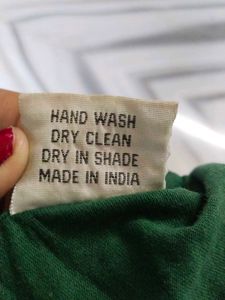 HAND WASH
DRY CLEAN
DRY IN SHADE
MADE IN INDIA